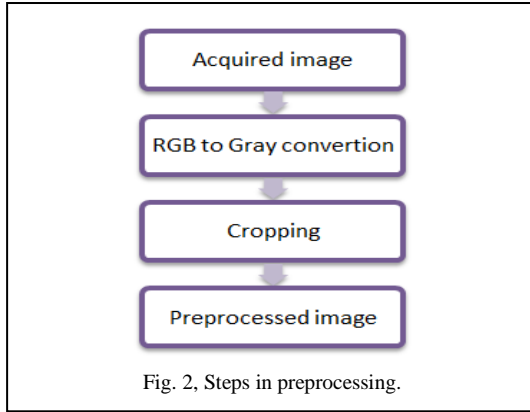 Acquired image
RGB to Gray convertion
Cropping
Preprocessed image
Fig. 2, Steps in preprocessing.